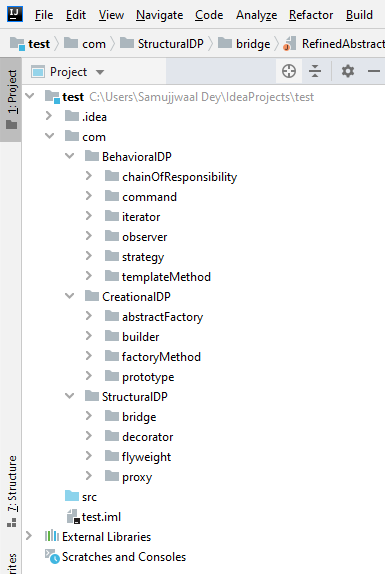 IJ File Edit View Navigate Code Analyze Refactor Build
test com StructuralDP bridge RefinedAbstract
Project
test C:\Users\Samujjwaal Dey\IdeaProjects\test
.idea
com
BehavioralDP
chainOfResponsibility
command
iterator
observer
strategy
templateMethod
CreationalDP
abstractFactory
builder
factoryMethod
prototype
StructuralDP
bridge
decorator
flyweight
proxy
src
test.iml
External Libraries
Scratches and Consoles
1: Project
7: Structure
rites